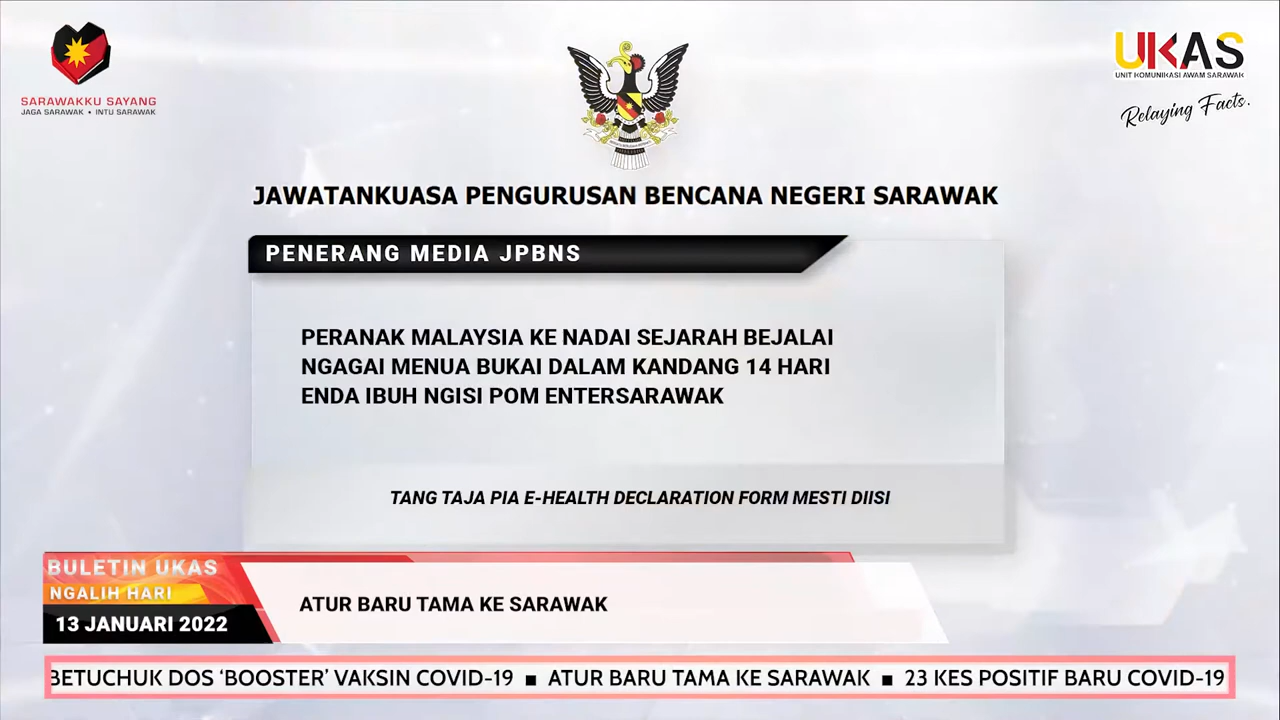 SARAWAKKU SAYANG
JAGA SARAWAK • INTU SARAWAK
UKAS
UNIT KOMUNIKASI AWAM SARAWAK
Relaying Facts.
JAWATANKUASA PENGURUSAN BENCANA NEGERI SARAWAK
PENERANG MEDIA JPBNS
PERANAK MALAYSIA KE NADAI SEJARAH BEJALAI
NGAGAI MENUA BUKAI DALAM KANDANG 14 HARI
ENDA IBUH NGISI POM ENTERSARAWAK
TANG TAJA PIA E-HEALTH DECLARATION FORM MESTI DIISI
BULETIN UKAS
NGALIH HARI
13 JANUARI 2022
ATUR BARU TAMA KE SARAWAK
BETUCHUK DOS ‘BOOSTER’ VAKSIN COVID-19 ■ ATUR BARU TAMA KE SARAWAK ■ 23 KES POSITIF BARU COVID-19